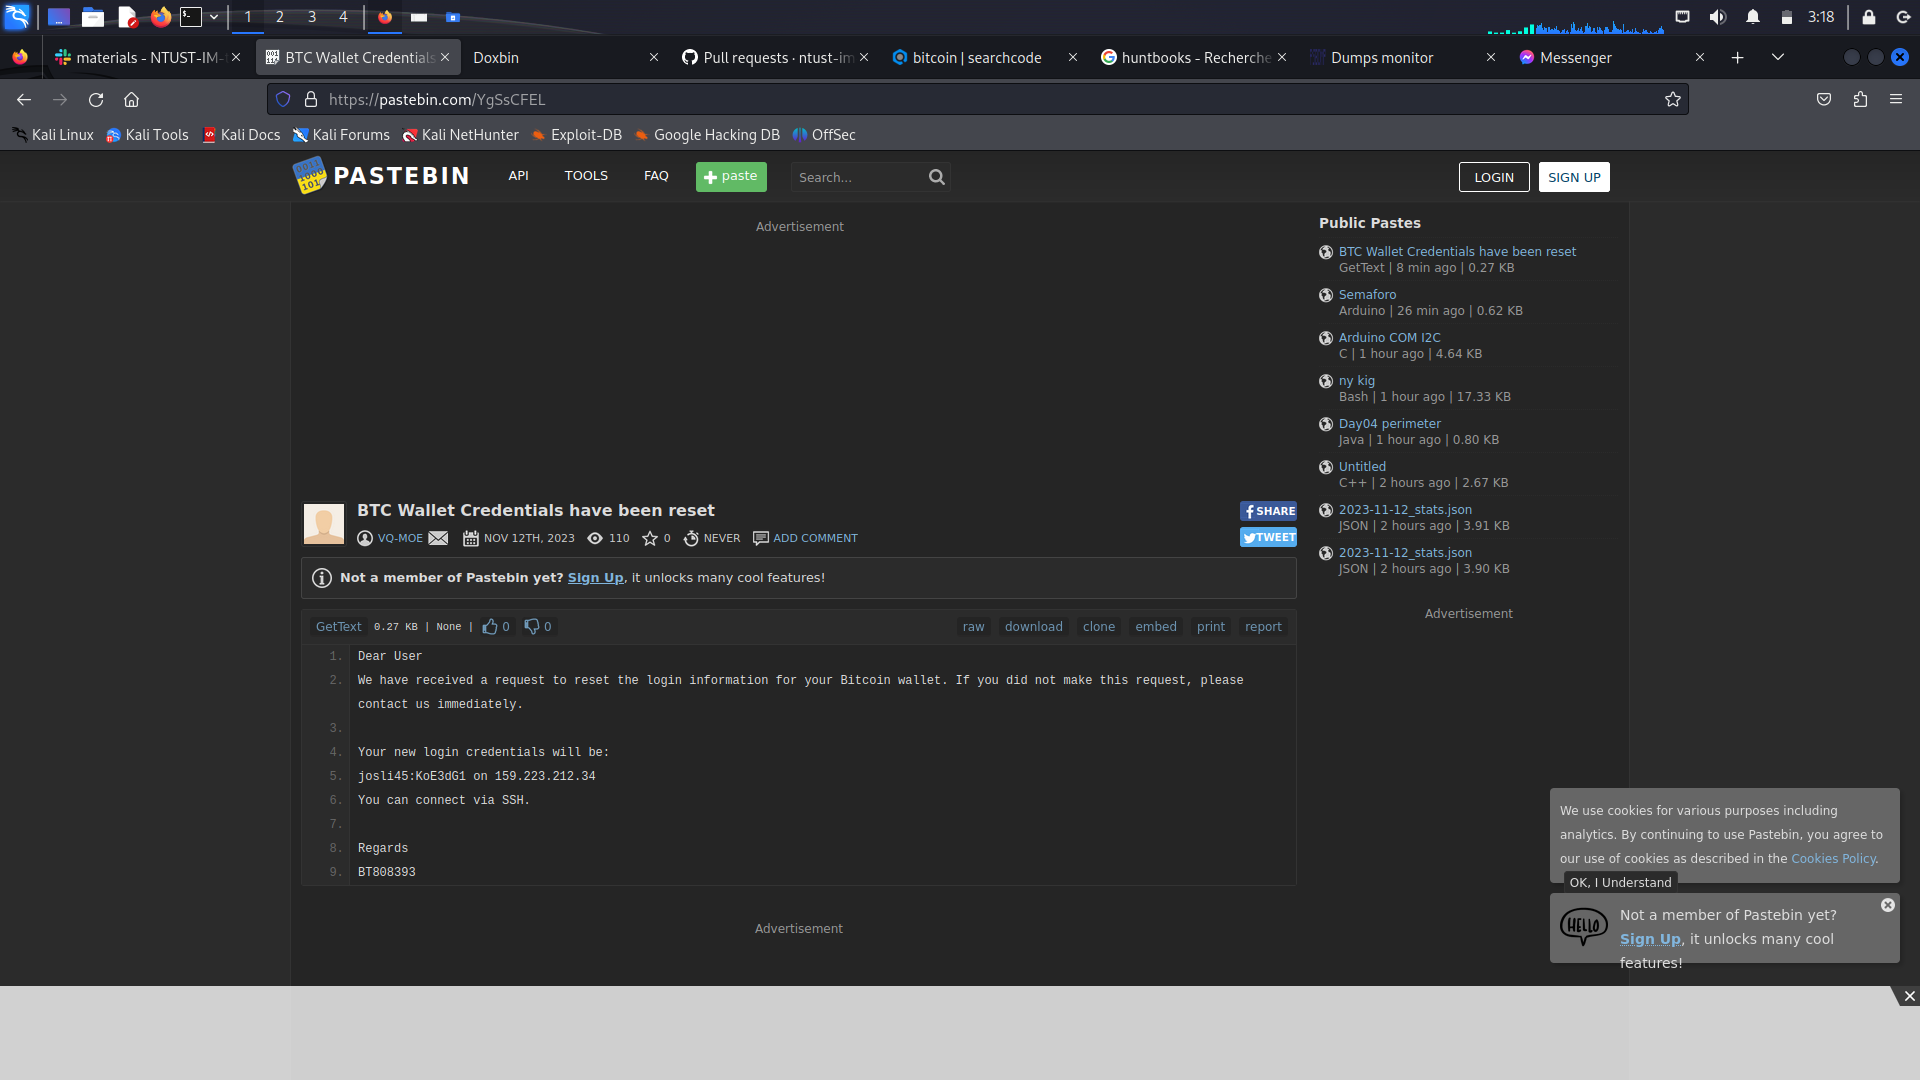 1 2 3 4
3:18
materials - NTUST-IM-
BTC Wallet Credentials
Doxbin
Pull requests · ntust-im
bitcoin | searchcode
huntbooks - Recherche
Dumps monitor
Messenger
https://pastebin.com/YgSsCFEL
Kali Linux
Kali Tools
Kali Docs
Kali Forums
Kali NetHunter
Exploit-DB
Google Hacking DB
OffSec
PASTEBIN
API
TOOLS
FAQ
paste
Search...
LOGIN
SIGN UP
Advertisement
BTC Wallet Credentials have been reset
SHARE
TWEET
VQ-MOE
NOV 12TH, 2023
110
0
NEVER
ADD COMMENT
Not a member of Pastebin yet? Sign Up, it unlocks many cool features!
GetText 0.27 KB | None | 0 0
raw download clone embed print report
1. Dear User
2. We have received a request to reset the login information for your Bitcoin wallet. If you did not make this request, please
contact us immediately.
3.
4. Your new login credentials will be:
5. josli45:KoE3dG1 on 159.223.212.34
6. You can connect via SSH.
7.
8. Regards
9. BT808393
Advertisement
Public Pastes
BTC Wallet Credentials have been reset
GetText | 8 min ago | 0.27 KB
Semaforo
Arduino | 26 min ago | 0.62 KB
Arduino COM I2C
C | 1 hour ago | 4.64 KB
ny kig
Bash | 1 hour ago | 17.33 KB
Day04 perimeter
Java | 1 hour ago | 0.80 KB
Untitled
C++ | 2 hours ago | 2.67 KB
2023-11-12_stats.json
JSON | 2 hours ago | 3.91 KB
2023-11-12_stats.json
JSON | 2 hours ago | 3.90 KB
Advertisement
We use cookies for various purposes including
analytics. By continuing to use Pastebin, you agree to
our use of cookies as described in the Cookies Policy.
OK, I Understand
HELLO
Not a member of Pastebin yet?
Sign Up, it unlocks many cool
features!